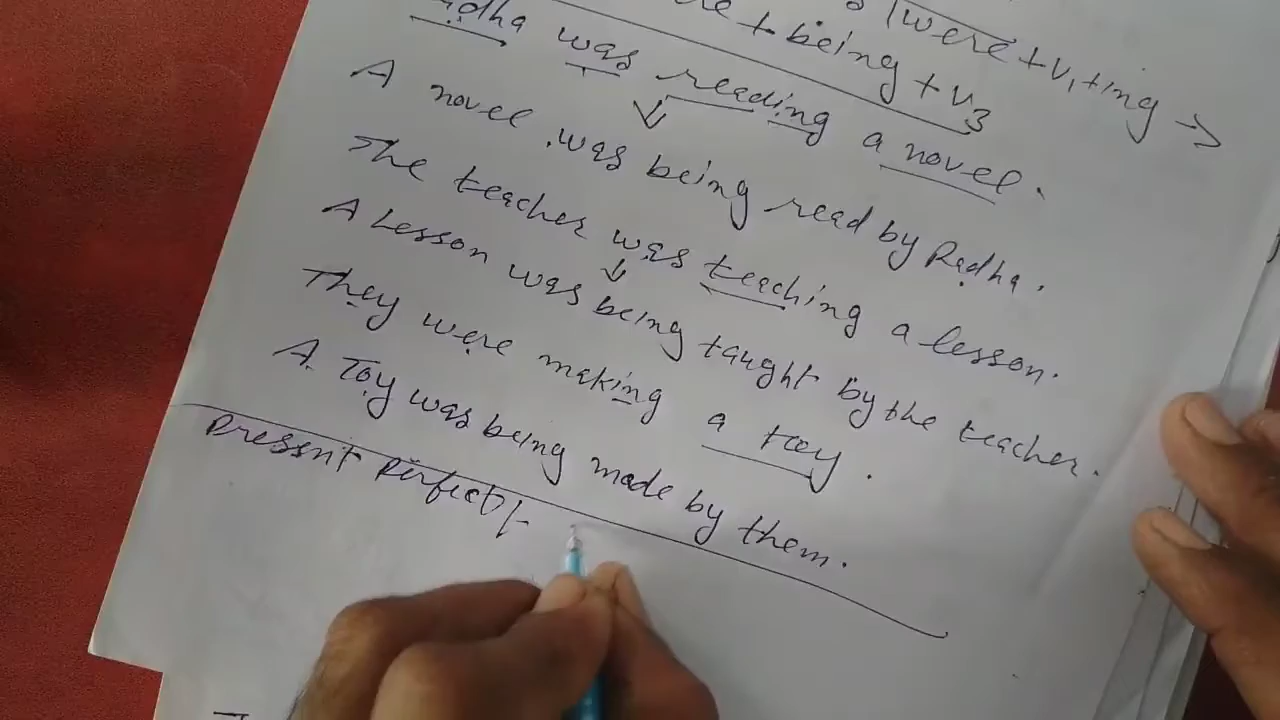 were + V1 + ing →
+ being + V3
was reading a novel.
A novel was being read by Radha.
The teacher was teaching a lesson.
A Lesson was being taught by the teacher.
They were making a toy.
A Toy was being made by them.
Present Perfect